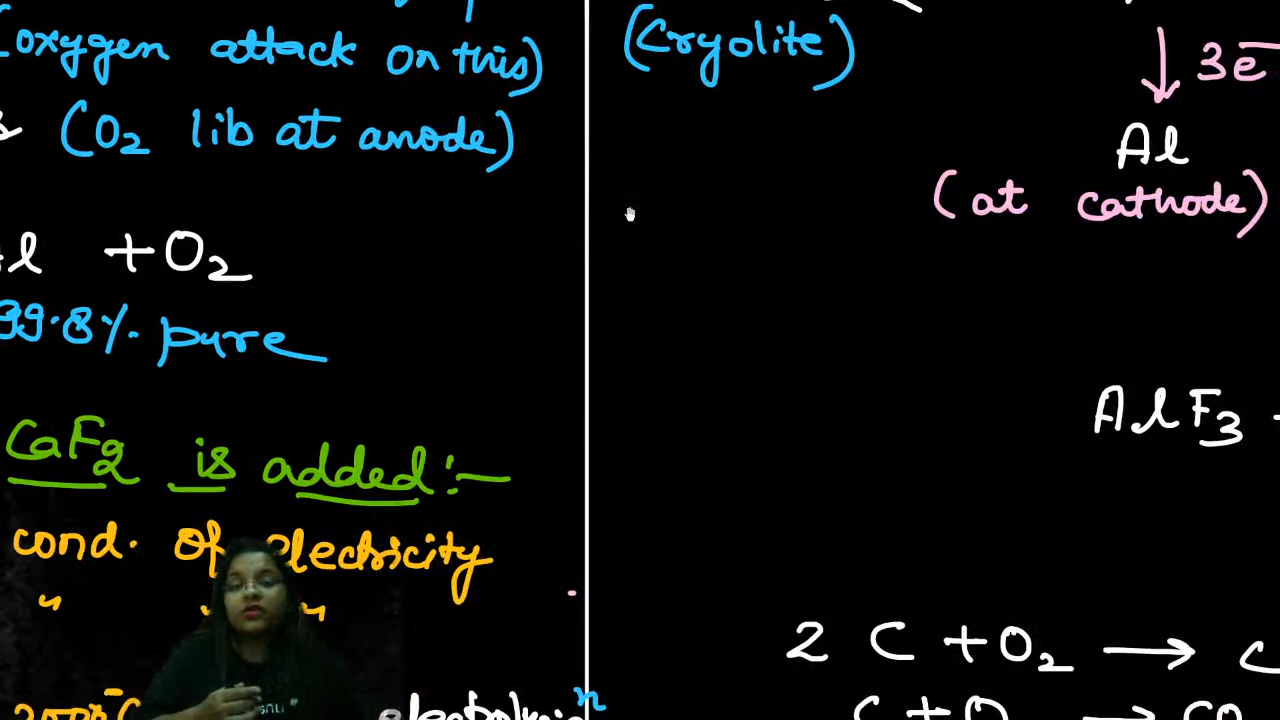 (oxygen attack on this)
(O₂ lib at anode)
+O₂
99.8% pure
CaF₂ is added:-
cond. of electricity
" " "
(Cryolite)
↓ 3e⁻
Al
(at cathode)
AlF₃
2 C + O₂ →